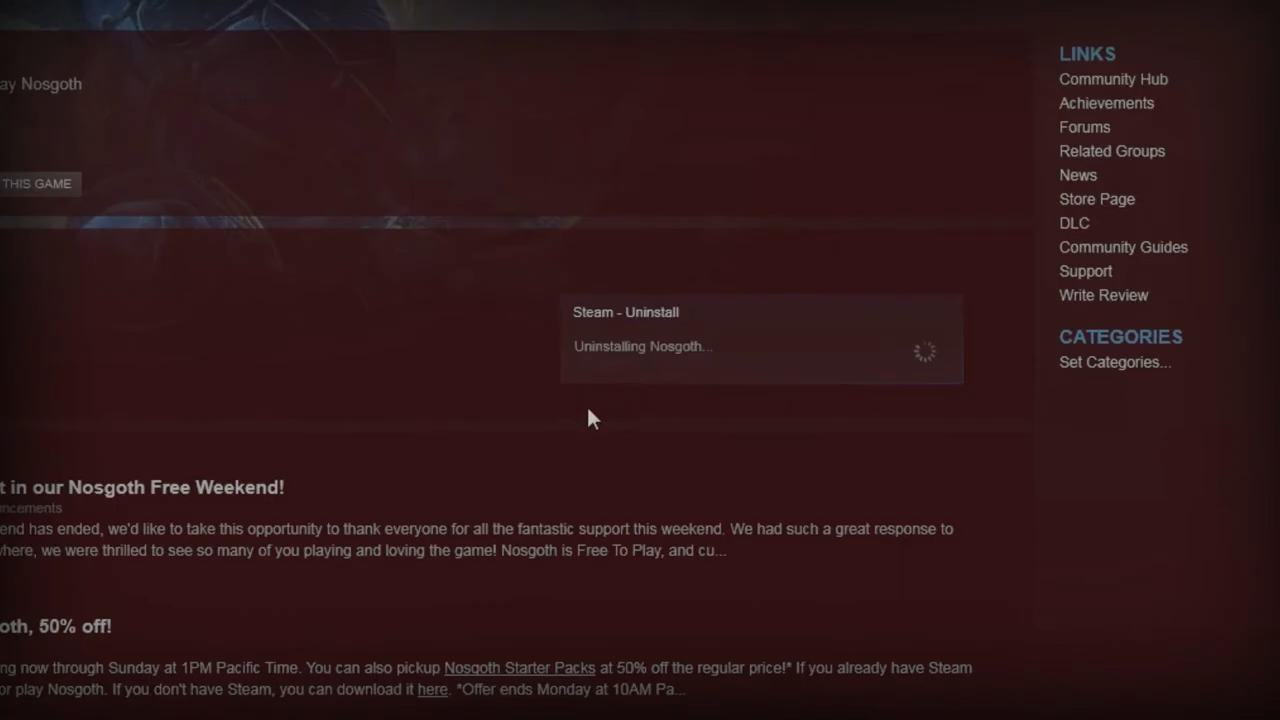 ay Nosgoth
THIS GAME
Steam - Uninstall
Uninstalling Nosgoth...
t in our Nosgoth Free Weekend!
ncements
end has ended, we'd like to take this opportunity to thank everyone for all the fantastic support this weekend. We had such a great response to
where, we were thrilled to see so many of you playing and loving the game! Nosgoth is Free To Play, and cu...
oth, 50% off!
ng now through Sunday at 1PM Pacific Time. You can also pickup Nosgoth Starter Packs at 50% off the regular price!* If you already have Steam
or play Nosgoth. If you don't have Steam, you can download it here. *Offer ends Monday at 10AM Pa...
LINKS
Community Hub
Achievements
Forums
Related Groups
News
Store Page
DLC
Community Guides
Support
Write Review
CATEGORIES
Set Categories...